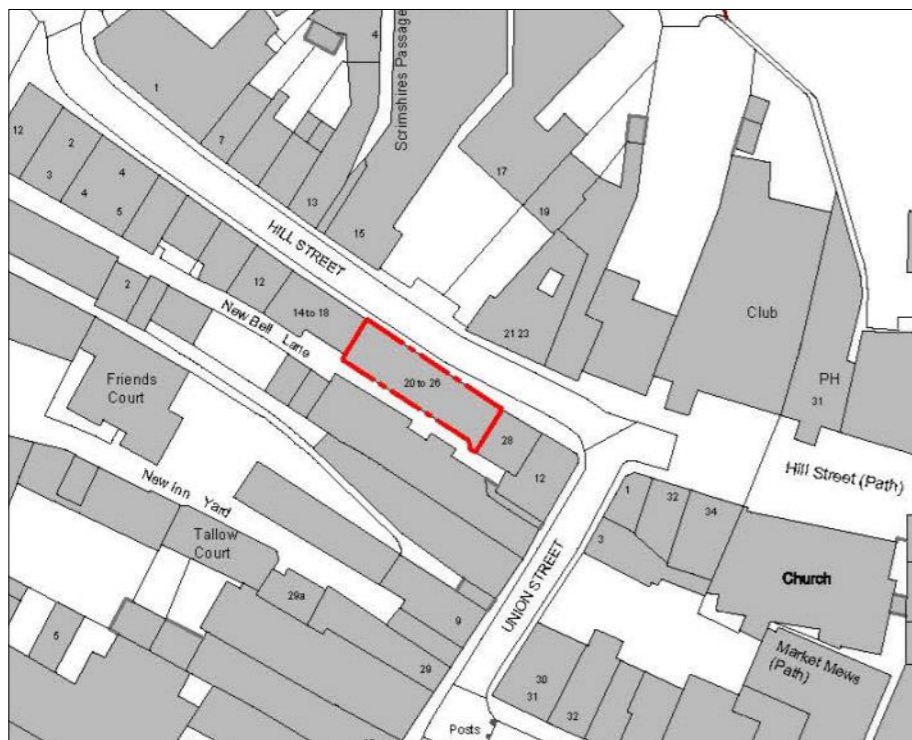 4
Scrimshires Passage
1
7
12
2
3
4
4
5
13
15
17
19
HILL STREET
12
14 to 18
2
New Bell Lane
21 23
Club
PH
31
20 to 26
Friends
Court
28
12
Hill Street (Path)
New Inn Yard
Tallow
Court
1
32
34
3
UNION STREET
Church
29a
9
5
29
Market Mews
(Path)
30
31
32
Posts